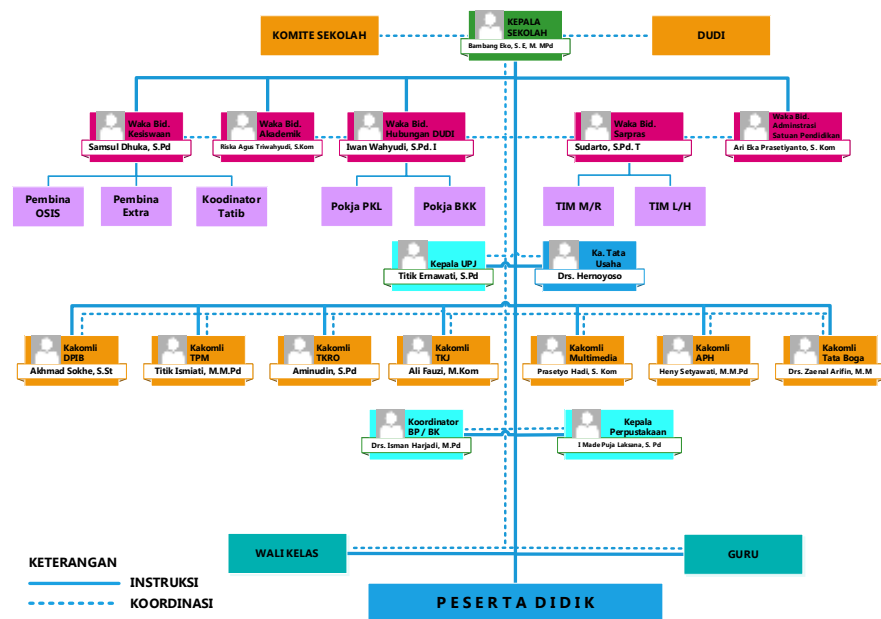 KOMITE SEKOLAH
KEPALA
SEKOLAH
Bambang Eko, S. E, M. MPd
DUDI
Waka Bid.
Kesiswaan
Samsul Dhuka, S.Pd
Waka Bid.
Akademik
Riska Agus Triwahyudi, S.Kom
Waka Bid.
Hubungan DUDI
Iwan Wahyudi, S.Pd. I
Waka Bid.
Sarpras
Sudarto, S.Pd. T
Waka Bid.
Adminstrasi
Satuan Pendidikan
Ari Eka Prasetiyanto, S. Kom
Pembina
OSIS
Pembina
Extra
Koodinator
Tatib
Pokja PKL
Pokja BKK
TIM M/R
TIM L/H
Kepala UPJ
Titik Ernawati, S.Pd
Ka. Tata
Usaha
Drs. Hernoyoso
Kakomli
DPIB
Akhmad Sokhe, S.St
Kakomli
TPM
Titik Ismiati, M.M.Pd
Kakomli
TKRO
Aminudin, S.Pd
Kakomli
TKJ
Ali Fauzi, M.Kom
Kakomli
Multimedia
Prasetyo Hadi, S. Kom
Kakomli
APH
Heny Setyawati, M.M.Pd
Kakomli
Tata Boga
Drs. Zaenal Arifin, M.M
Koordinator
BP / BK
Drs. Isman Harjadi, M.Pd
Kepala
Perpustakaan
I Made Puja Laksana, S. Pd
WALI KELAS
GURU
KETERANGAN
INSTRUKSI
KOORDINASI
PESERTA DIDIK